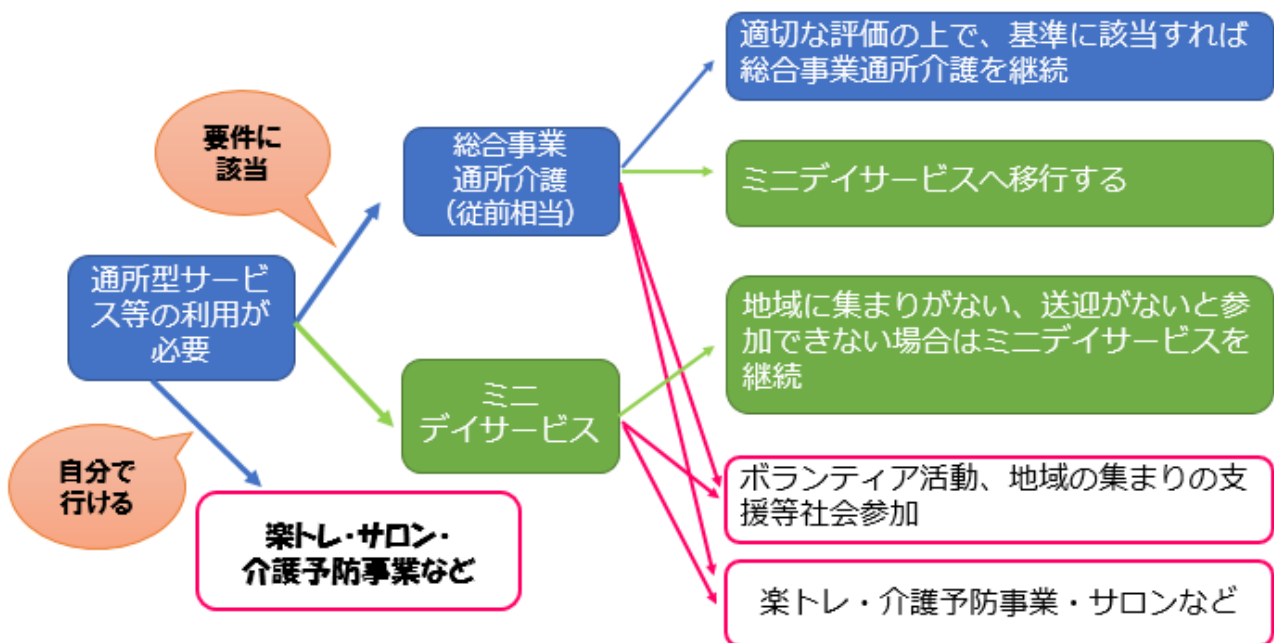 適切な評価の上で、基準に該当すれば
総合事業通所介護を継続
要件に
該当
総合事業
通所介護
（従前相当）
ミニデイサービスへ移行する
通所型サービ
ス等の利用が
必要
地域に集まりがない、送迎がないと参
加できない場合はミニデイサービスを
継続
ミニ
デイサービス
自分で
行ける
ボランティア活動、地域の集まりの支
援等社会参加
楽トレ・サロン・
介護予防事業など
楽トレ・介護予防事業・サロンなど